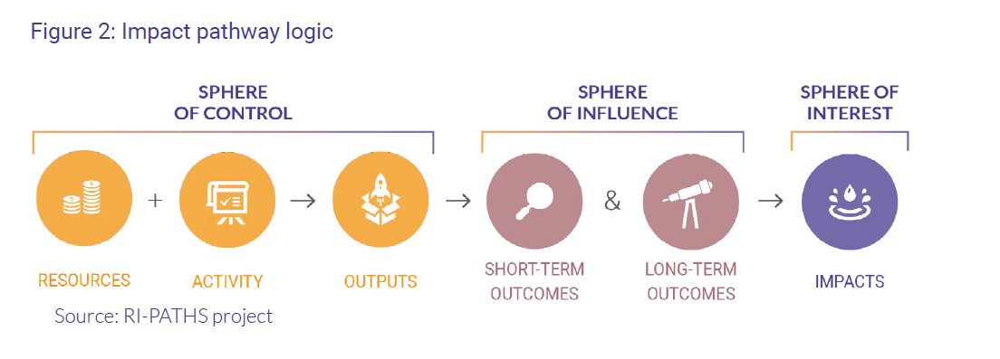 Figure 2: Impact pathway logic
SPHERE
OF CONTROL
SPHERE
OF INFLUENCE
SPHERE OF
INTEREST
+
&
RESOURCES
ACTIVITY
OUTPUTS
SHORT-TERM
OUTCOMES
LONG-TERM
OUTCOMES
IMPACTS
Source: RI-PATHS project